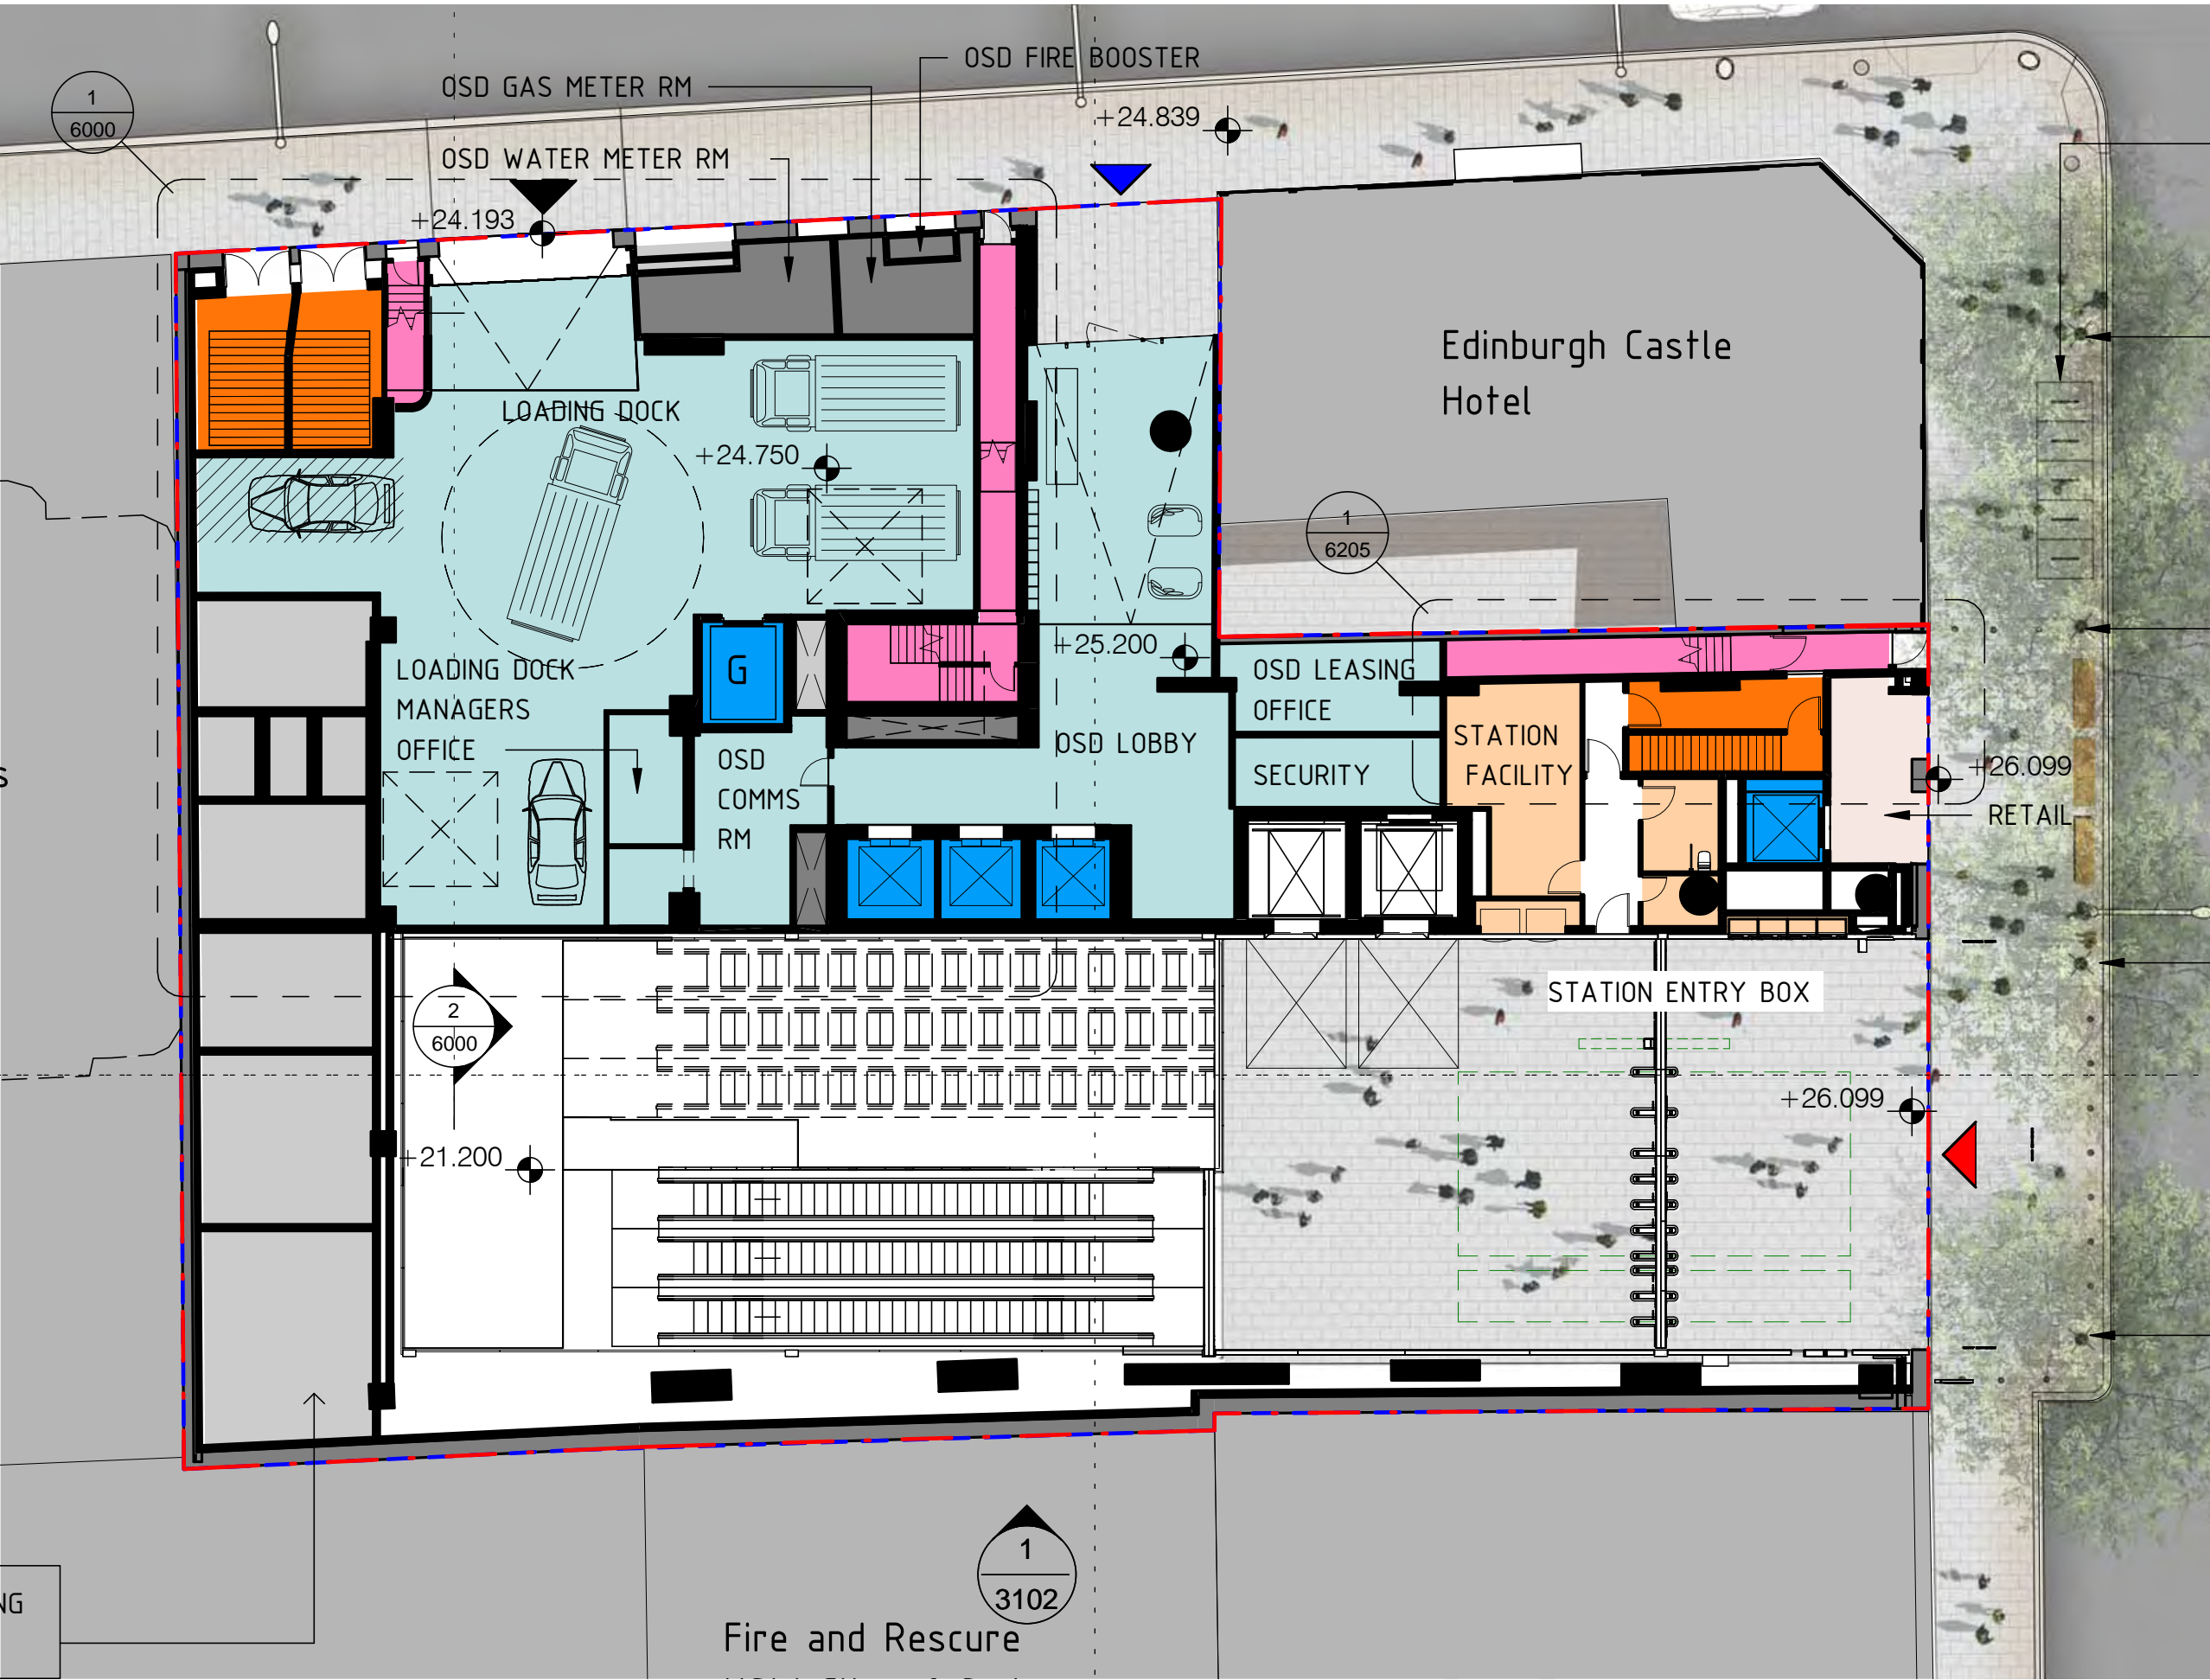 OSD FIRE BOOSTER
OSD GAS METER RM
1
6000
+24.839
OSD WATER METER RM
+24.193
Edinburgh Castle
Hotel
LOADING DOCK
+24.750
1
6205
+25.200
LOADING DOCK
MANAGERS
OFFICE
G
OSD LEASING
OFFICE
OSD
COMMS
RM
OSD LOBBY
SECURITY
STATION
FACILITY
+26.099
RETAIL
S
STATION ENTRY BOX
2
6000
+26.099
+21.200
1
3102
NG
Fire and Rescure